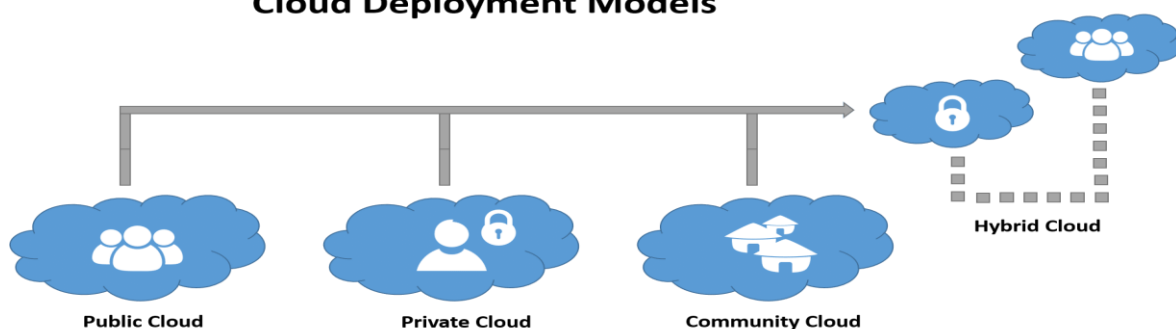 Cloud Deployment Models
Hybrid Cloud
Public Cloud
Private Cloud
Community Cloud